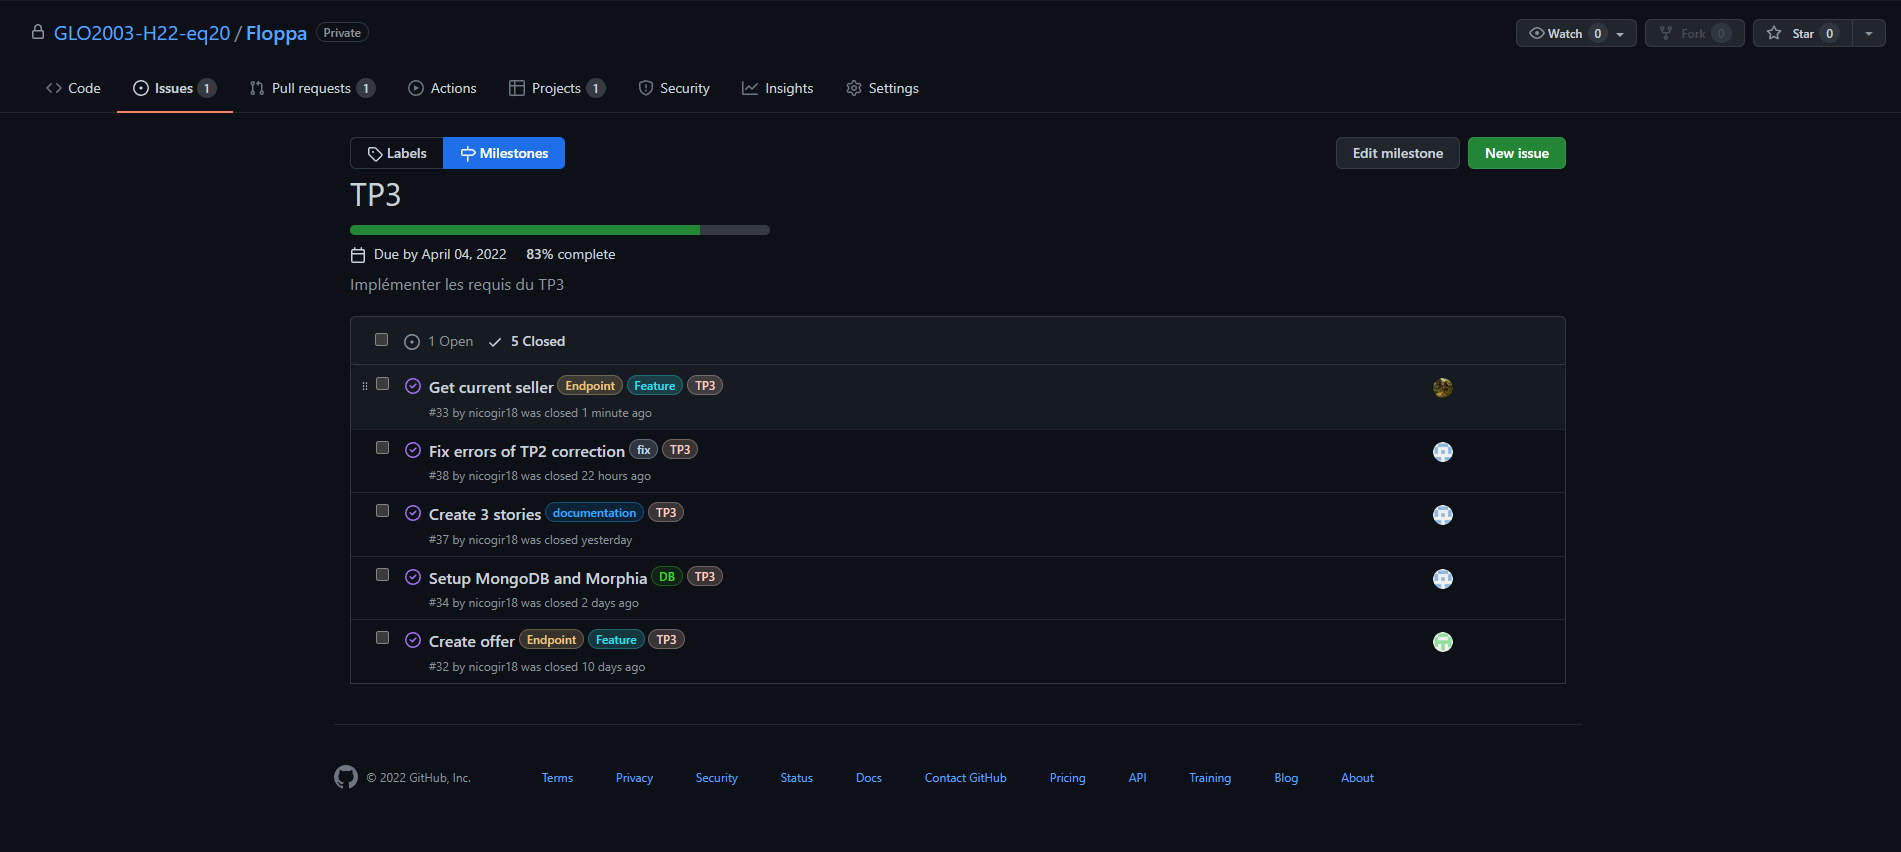 GLO2003-H22-eq20 / Floppa Private
Watch 0 Fork 0 Star 0
Code Issues 1 Pull requests 1 Actions Projects 1 Security Insights Settings
Labels Milestones Edit milestone New issue
TP3
Due by April 04, 2022 83% complete
Implémenter les requis du TP3
1 Open 5 Closed
Get current seller Endpoint Feature TP3
#33 by nicogir18 was closed 1 minute ago
Fix errors of TP2 correction fix TP3
#38 by nicogir18 was closed 22 hours ago
Create 3 stories documentation TP3
#37 by nicogir18 was closed yesterday
Setup MongoDB and Morphia DB TP3
#34 by nicogir18 was closed 2 days ago
Create offer Endpoint Feature TP3
#32 by nicogir18 was closed 10 days ago
© 2022 GitHub, Inc. Terms Privacy Security Status Docs Contact GitHub Pricing API Training Blog About